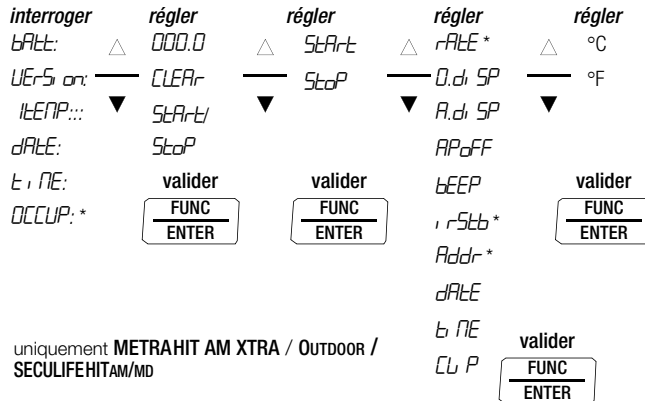 interroger régler régler régler régler
bAtt: △ 000.0 △ StArt △ rAtE * △ °C
VErSion: CLEAr StoP 0.diSP °F
ItEMP::: ▼ StArt/ ▼ ▼ A.diSP ▼
dAtE: StoP APoFF
tiME: valider valider bEEP valider
OCCUP: * FUNC FUNC irStb * FUNC
ENTER ENTER Addr * ENTER
dAtE
tiME
uniquement METRAHIT AM XTRA / OUTDOOR / valider
SECULIFEHITAM/MD CLiP FUNC
ENTER